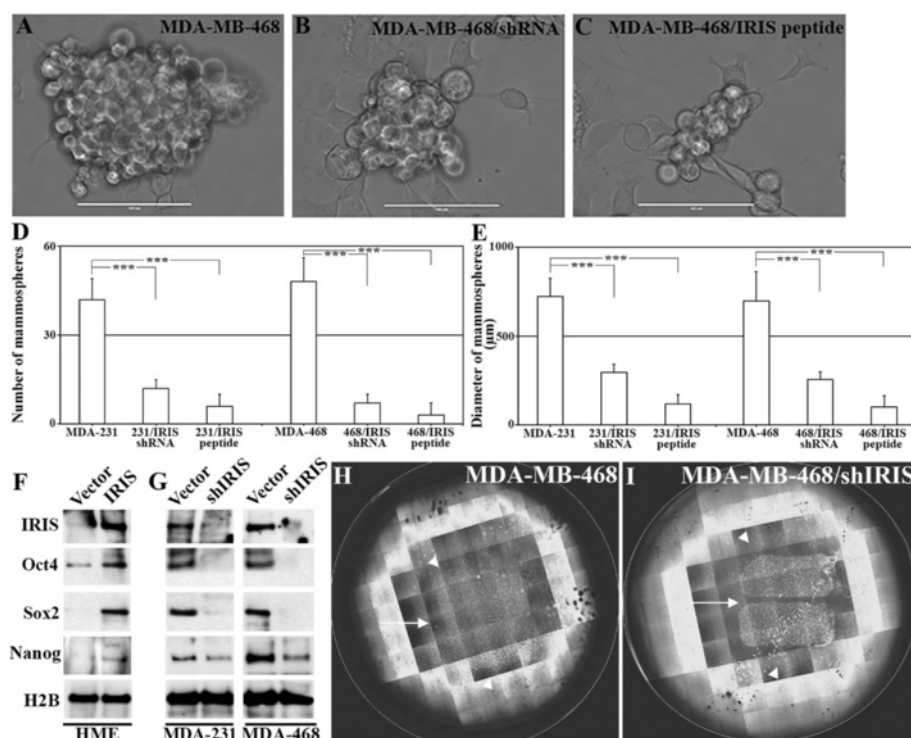 A MDA-MB-468
B MDA-MB-468/shRNA
C MDA-MB-468/IRIS peptide
D
Number of mammospheres
60
30
0
***
***
***
***
MDA-231
231/IRIS shRNA
231/IRIS peptide
MDA-468
468/IRIS shRNA
468/IRIS peptide
E
Diameter of mammospheres (µm)
1000
500
0
***
***
***
***
MDA-231
231/IRIS shRNA
231/IRIS peptide
MDA-468
468/IRIS shRNA
468/IRIS peptide
F
Vector
IRIS
G
Vector
shIRIS
Vector
shIRIS
IRIS
Oct4
Sox2
Nanog
H2B
HME
MDA-231
MDA-468
H MDA-MB-468
I MDA-MB-468/shIRIS